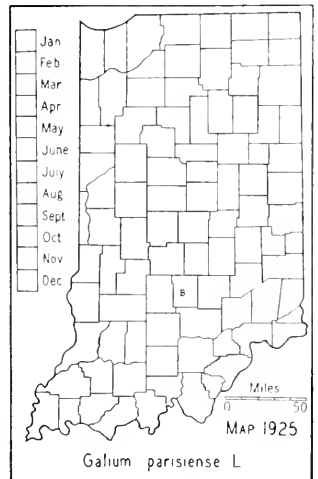 Jan
Feb
Mar
Apr
May
June
July
Aug
Sept
Oct
Nov
Dec
B
Miles
0 50
MAP 1925
Galium parisiense L